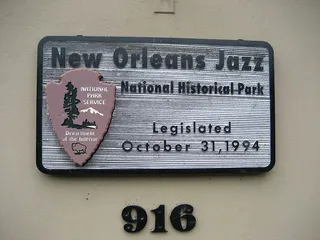 New Orleans Jazz
National Historical Park
NATIONAL
PARK
SERVICE
Department
of the Interior
Legislated
October 31, 1994
916